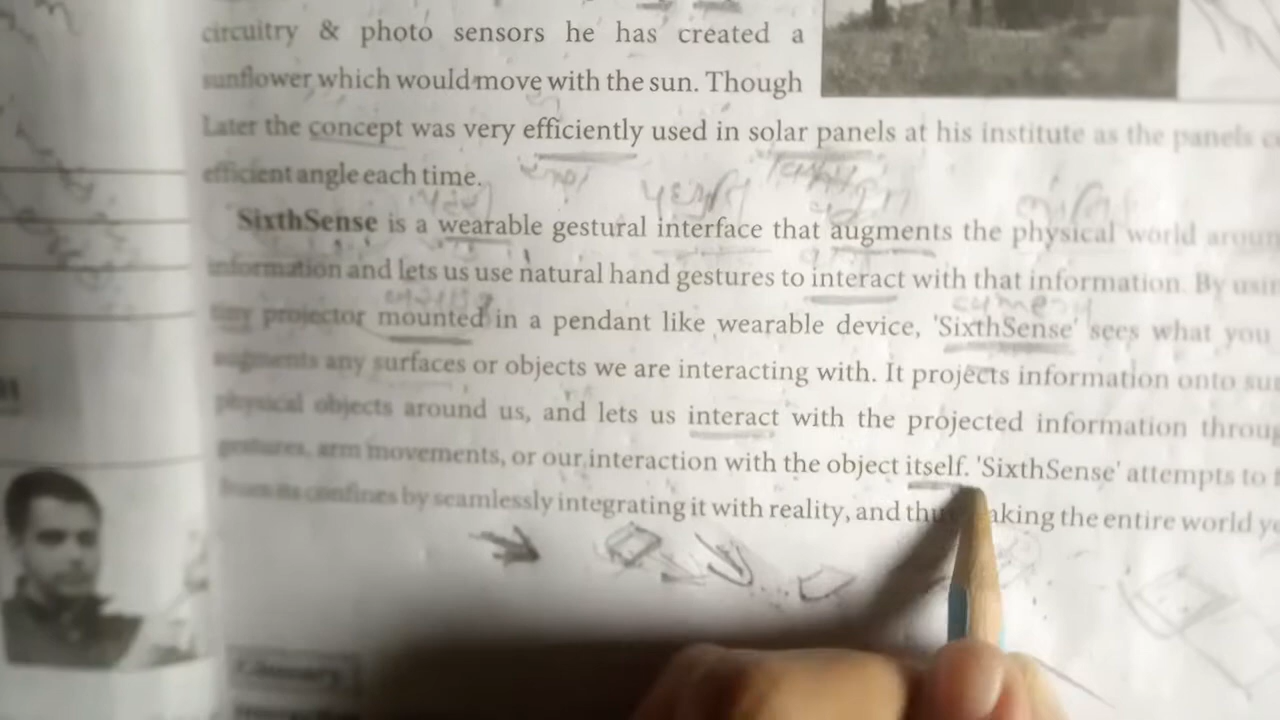 circuitry & photo sensors he has created a
sunflower which would move with the sun. Though
Later the concept was very efficiently used in solar panels at his institute as the panels
efficient angle each time.
SixthSense is a wearable gestural interface that augments the physical world
information and lets us use natural hand gestures to interact with that information. By
tiny projector mounted in a pendant like wearable device, 'SixthSense' sees what you
augments any surfaces or objects we are interacting with. It projects information onto
physical objects around us, and lets us interact with the projected information
gestures, arm movements, or our interaction with the object itself. 'SixthSense' attempts to
from its confines by seamlessly integrating it with reality, and the entire world
Glossary